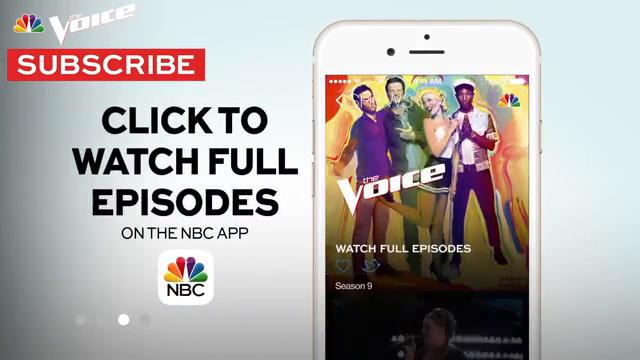 the Voice
SUBSCRIBE
CLICK TO
WATCH FULL
EPISODES
ON THE NBC APP
NBC
the Voice
WATCH FULL EPISODES
Season 9